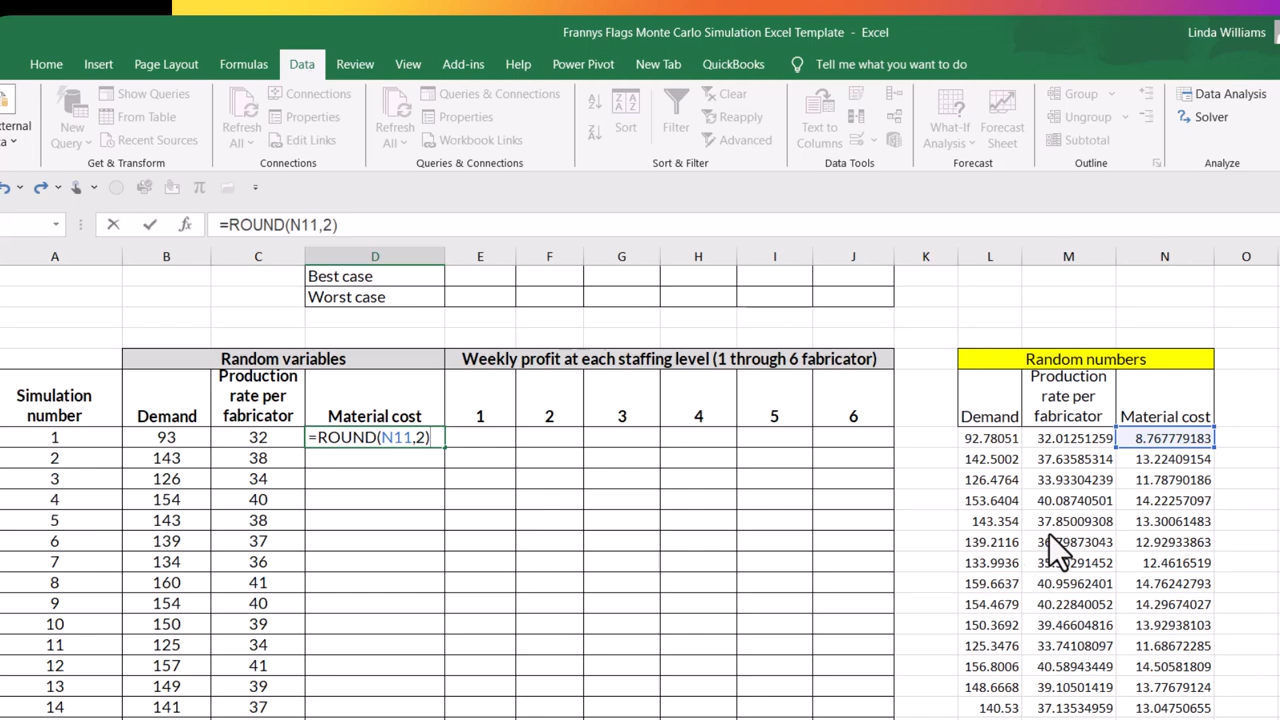 Frannys Flags Monte Carlo Simulation Excel Template - Excel
Linda Williams
Home Insert Page Layout Formulas Data Review View Add-ins Help Power Pivot New Tab QuickBooks Tell me what you want to do
Show Queries Connections Queries & Connections Clear Group Data Analysis
From Table Properties Properties Reapply Ungroup Solver
Recent Sources Edit Links Workbook Links Advanced Subtotal
New Query
Refresh All
Refresh All
Sort
Filter
Text to Columns
What-If Analysis
Forecast Sheet
Get & Transform Connections Queries & Connections Sort & Filter Data Tools Forecast Outline Analyze
=ROUND(N11,2)
A B C D E F G H I J K L M N O
Best case
Worst case
Random variables Weekly profit at each staffing level (1 through 6 fabricator) Random numbers
Simulation number Demand Production rate per fabricator Material cost 1 2 3 4 5 6 Demand Production rate per fabricator Material cost
1 93 32 =ROUND(N11,2) 92.78051 32.01251259 8.767779183
2 143 38 142.5002 37.63585314 13.22409154
3 126 34 126.4764 33.93304239 11.78790186
4 154 40 153.6404 40.08740501 14.22257097
5 143 38 143.354 37.85009308 13.30061483
6 139 37 139.2116 12.92933863
7 134 36 133.9936 12.4616519
8 160 41 159.6637 40.95962401 14.76242793
9 154 40 154.4679 40.22840052 14.29674027
10 150 39 150.3692 39.46604816 13.92938103
11 125 34 125.3476 33.74108097 11.68672285
12 157 41 156.8006 40.58943449 14.50581809
13 149 39 148.6668 39.10501419 13.77679124
14 141 37 140.53 37.13534959 13.04750655